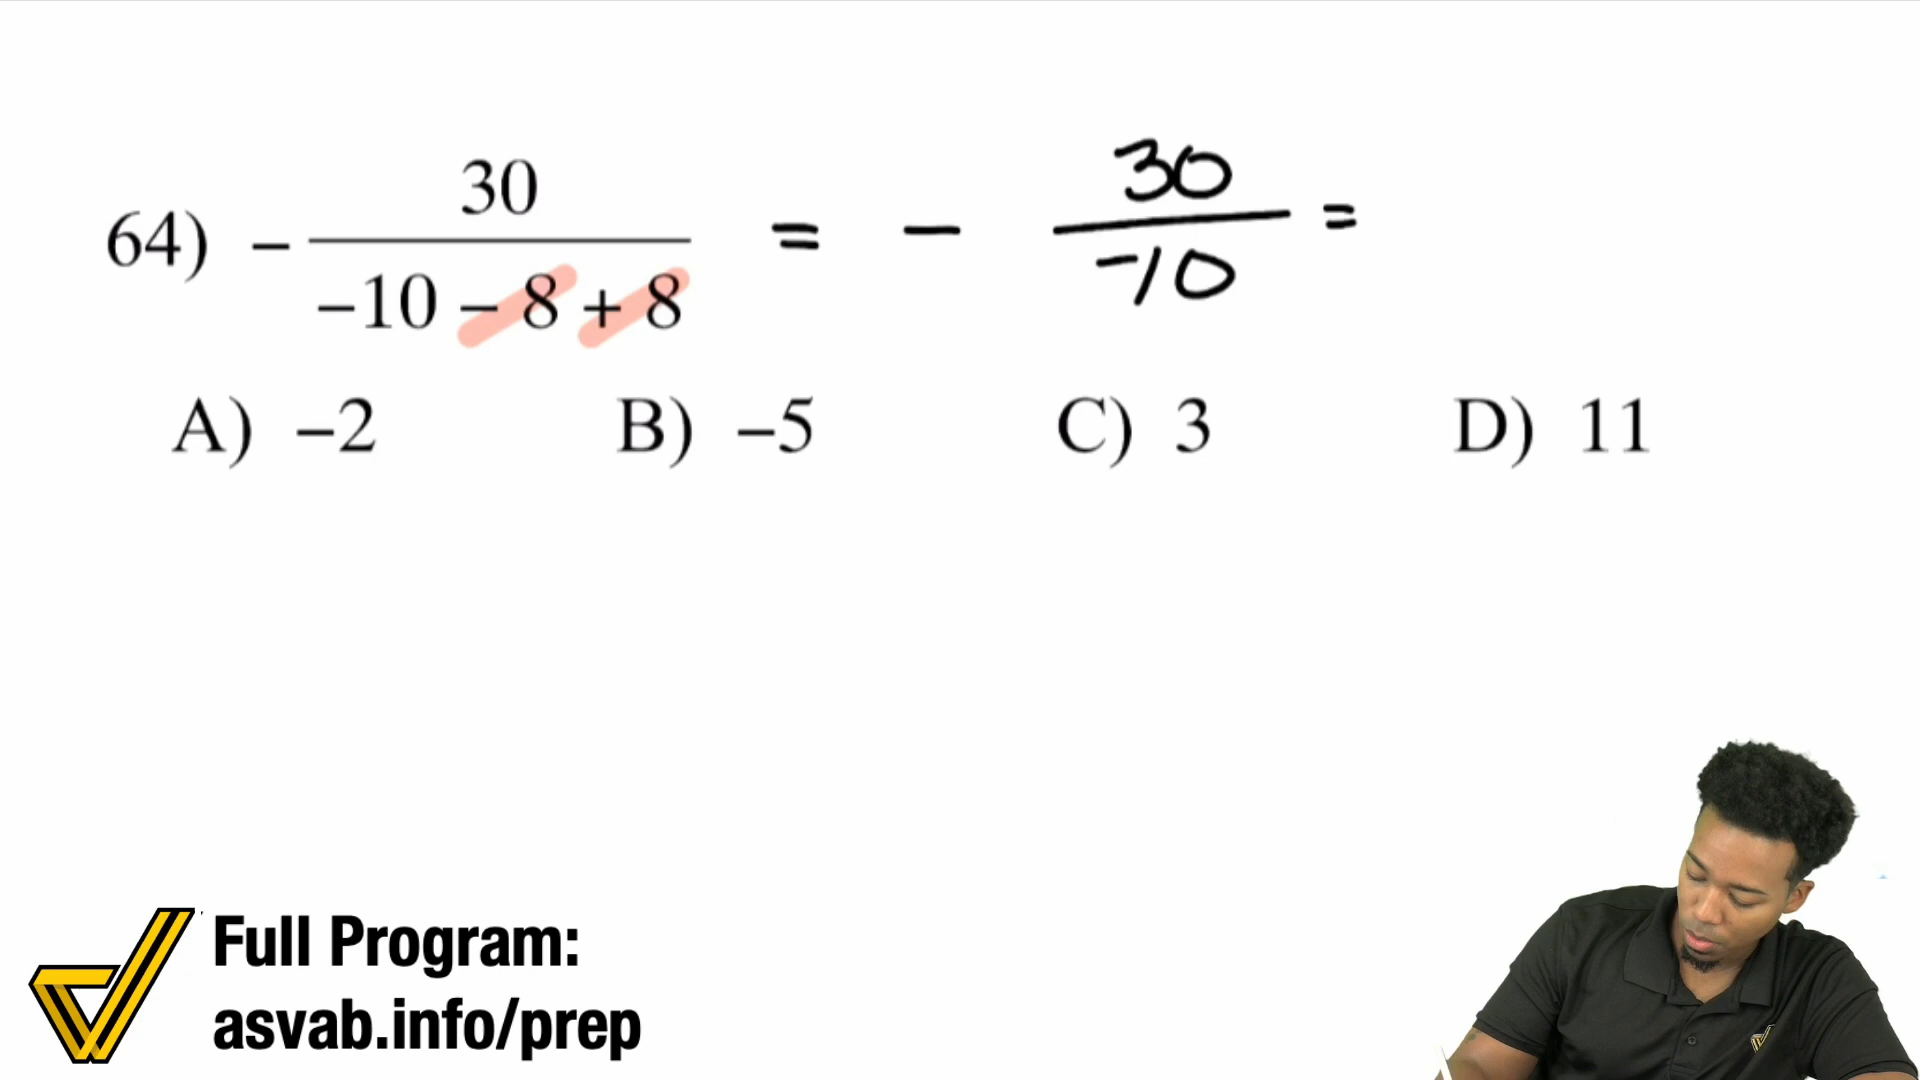 64) − 30 / −10 − 8 + 8 = − 30 / −10 =
A) −2 B) −5 C) 3 D) 11
Full Program:
asvab.info/prep